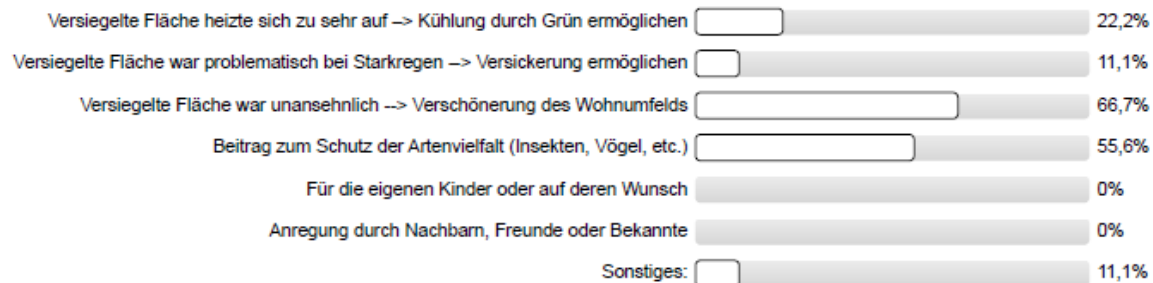 Versiegelte Fläche heizte sich zu sehr auf –> Kühlung durch Grün ermöglichen 22,2%
Versiegelte Fläche war problematisch bei Starkregen –> Versickerung ermöglichen 11,1%
Versiegelte Fläche war unansehnlich –> Verschönerung des Wohnumfelds 66,7%
Beitrag zum Schutz der Artenvielfalt (Insekten, Vögel, etc.) 55,6%
Für die eigenen Kinder oder auf deren Wunsch 0%
Anregung durch Nachbarn, Freunde oder Bekannte 0%
Sonstiges: 11,1%